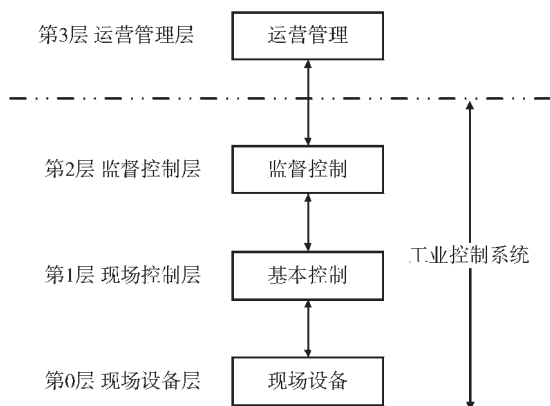 第3层 运营管理层
运营管理
第2层 监督控制层
监督控制
第1层 现场控制层
基本控制
工业控制系统
第0层 现场设备层
现场设备